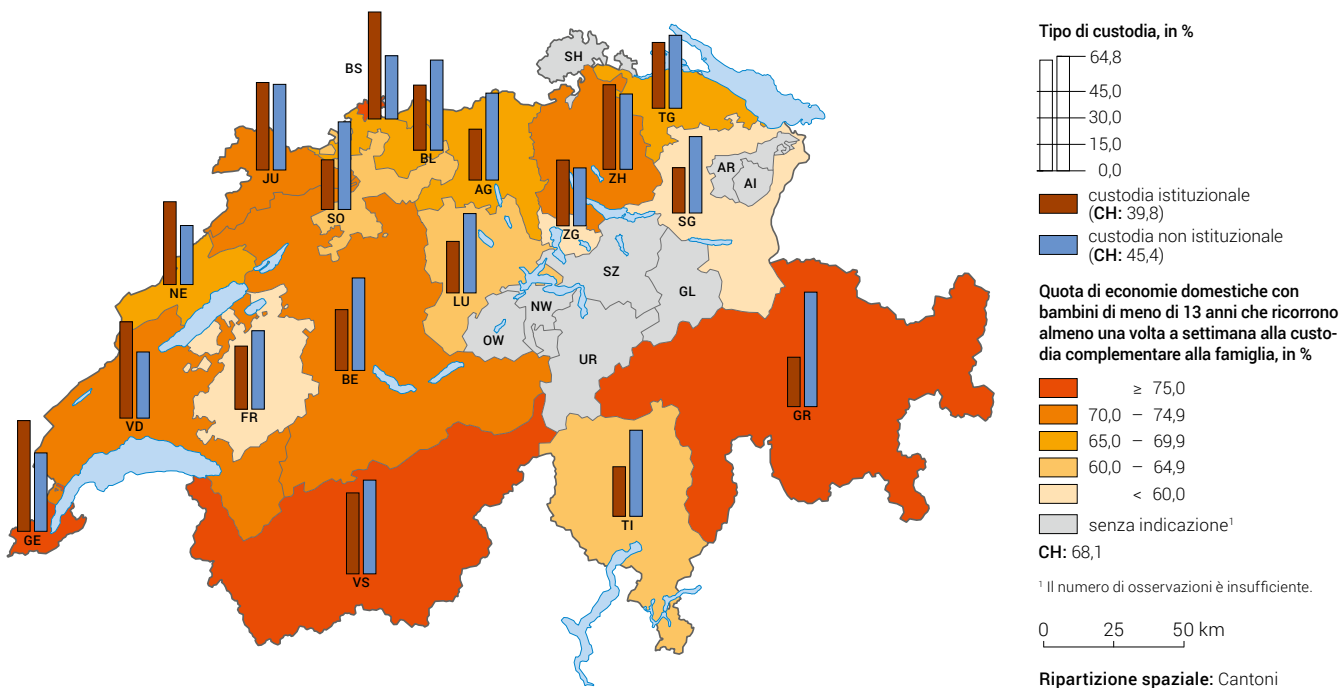 SH
BS
TG
BL
JU
AG
ZH
AR
AI
SO
SG
ZG
NE
LU
SZ
GL
NW
OW
UR
BE
FR
VD
GR
GE
VS
TI
Tipo di custodia, in %
64,8
45,0
30,0
15,0
0,0
custodia istituzionale
(CH: 39,8)
custodia non istituzionale
(CH: 45,4)
Quota di economie domestiche con
bambini di meno di 13 anni che ricorrono
almeno una volta a settimana alla custo-
dia complementare alla famiglia, in %
≥ 75,0
70,0 – 74,9
65,0 – 69,9
60,0 – 64,9
< 60,0
senza indicazione¹
CH: 68,1
¹ Il numero di osservazioni è insufficiente.
0 25 50 km
Ripartizione spaziale: Cantoni